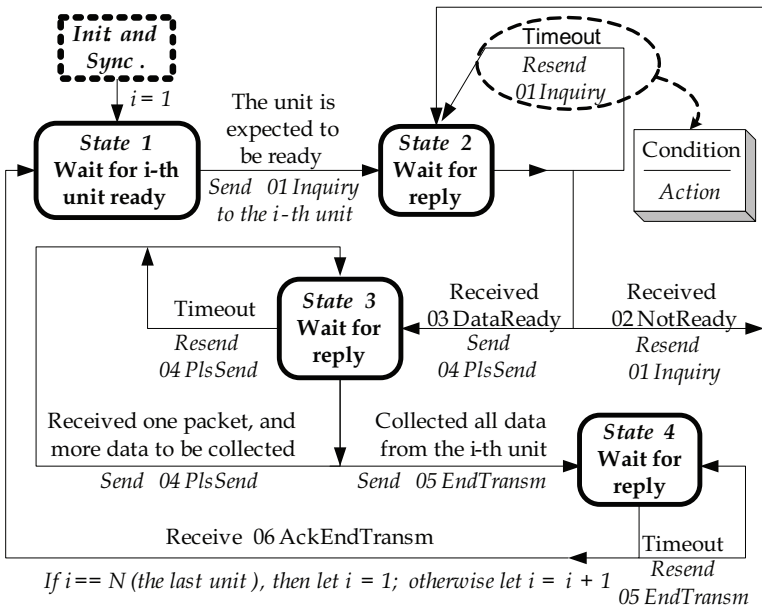 Init. and
Sync .
i = 1
State 1
Wait for i-th
unit ready
The unit is
expected to
be ready
Send 01 Inquiry
to the i-th unit
State 2
Wait for
reply
Timeout
Resend
01 Inquiry
Condition
Action
Timeout
Resend
04 PlsSend
State 3
Wait for
reply
Received
03 DataReady
Send
04 PlsSend
Received
02 NotReady
Resend
01 Inquiry
Received one packet, and
more data to be collected
Send 04 PlsSend
Collected all data
from the i-th unit
Send 05 EndTransm
State 4
Wait for
reply
Receive 06 AckEndTransm
If i == N (the last unit ), then let i = 1; otherwise let i = i + 1
Timeout
Resend
05 EndTransm